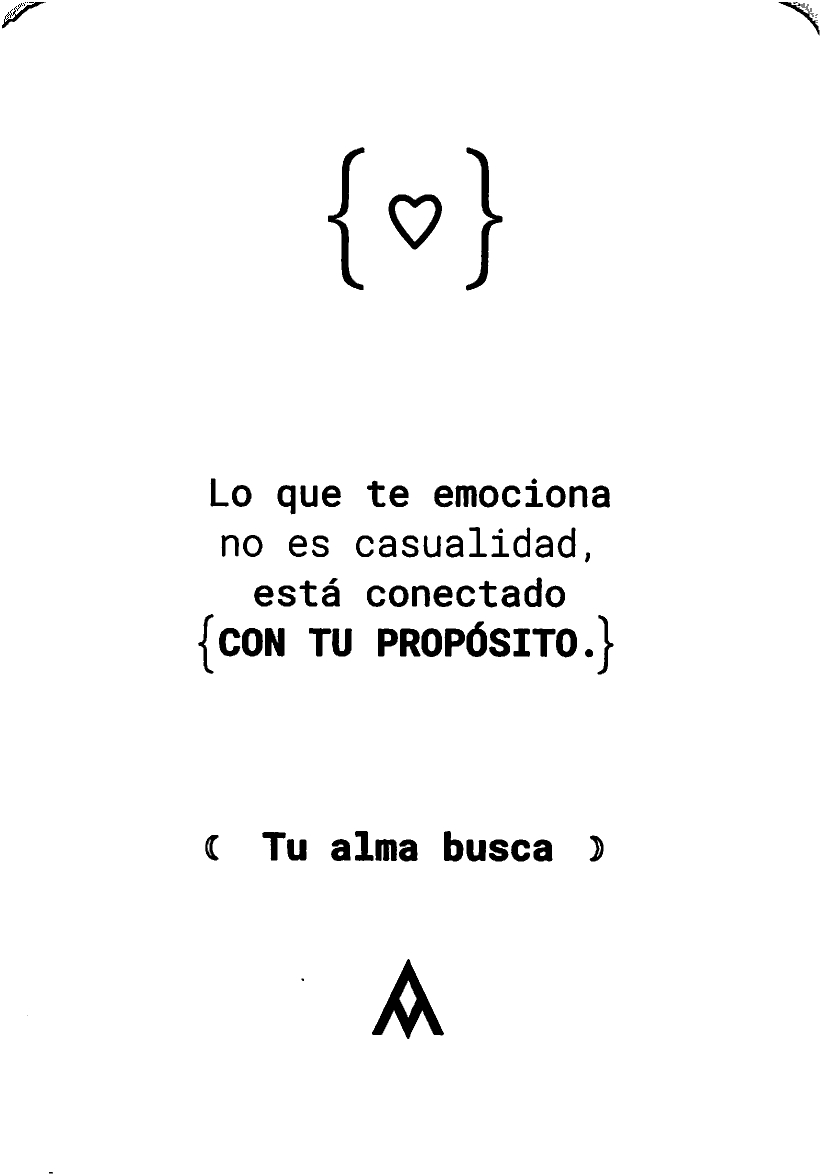 Lo que te emociona
no es casualidad,
está conectado
{CON TU PROPÓSITO.}
Tu alma busca